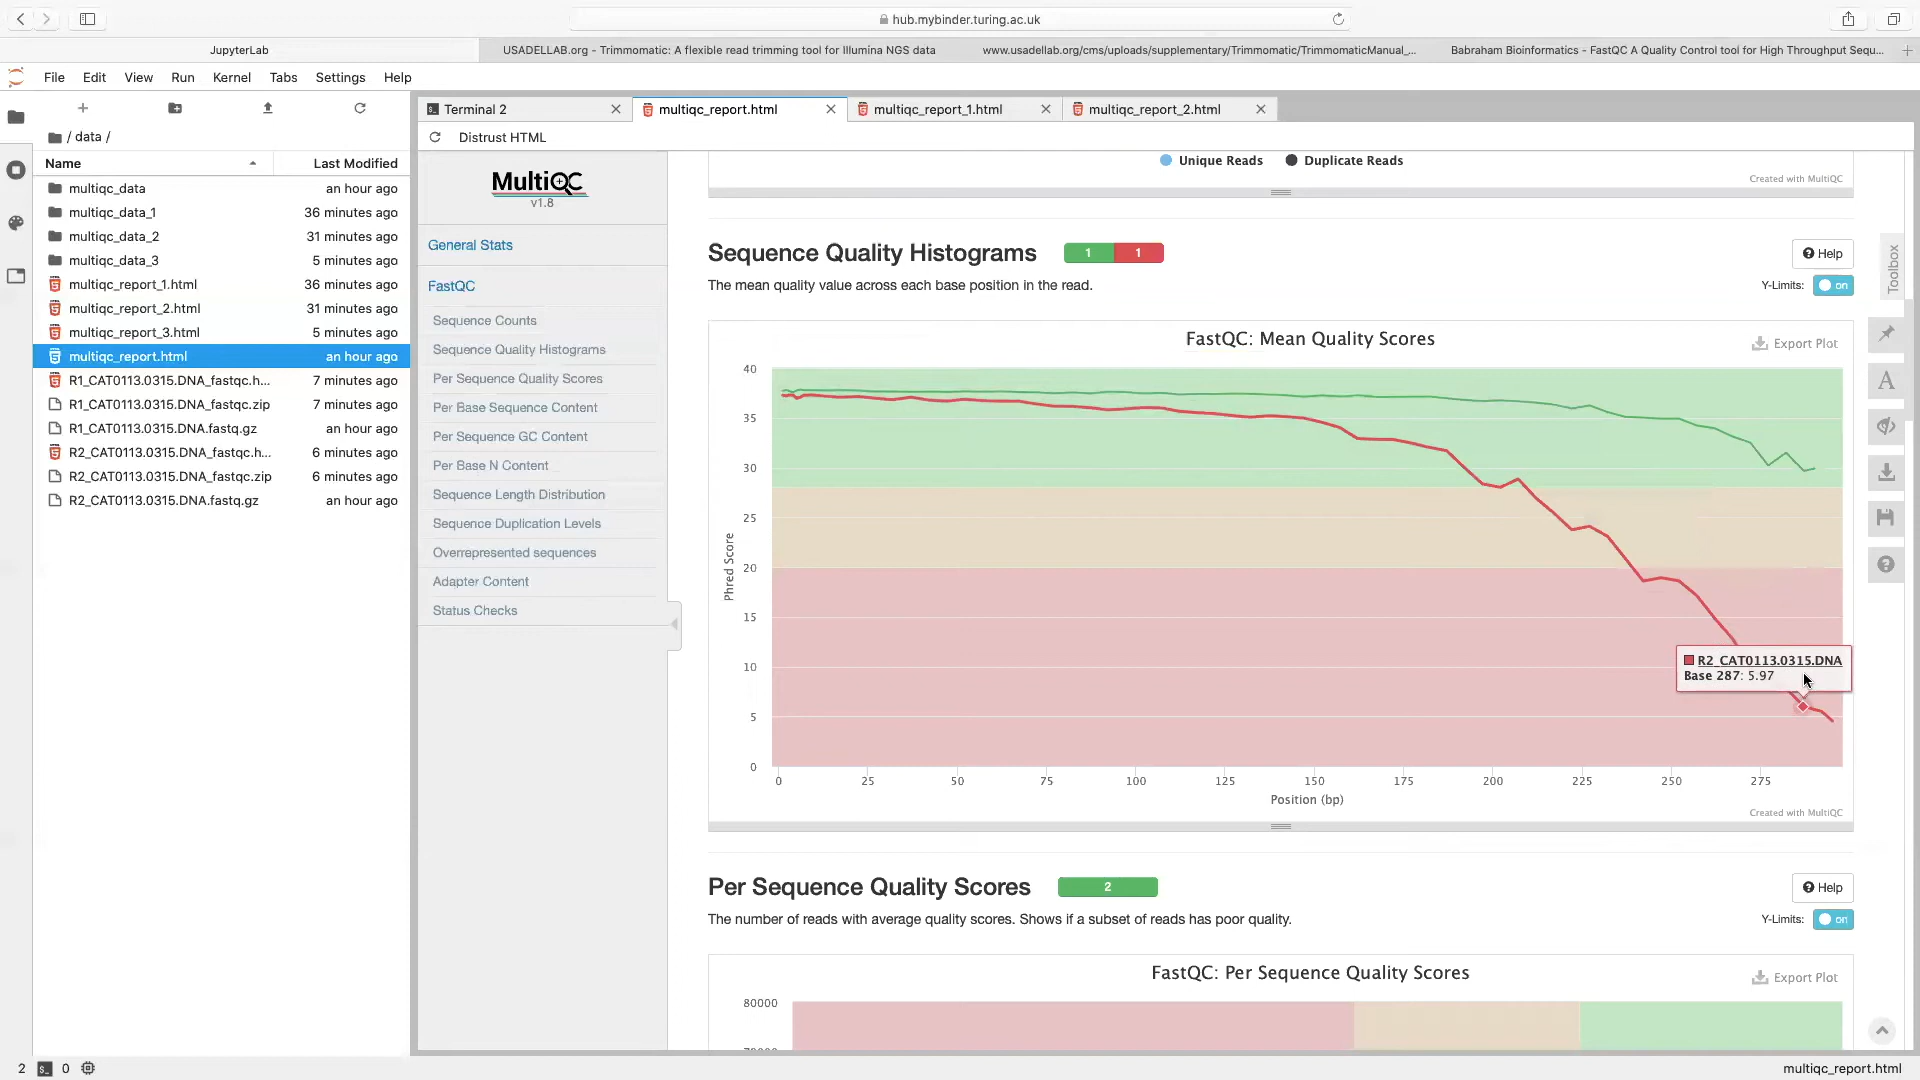 hub.mybinder.turing.ac.uk
JupyterLab
USADELLAB.org - Trimmomatic: A flexible read trimming tool for Illumina NGS data
www.usadellab.org/cms/uploads/supplementary/Trimmomatic/TrimmomaticManual_...
Babraham Bioinformatics - FastQC A Quality Control tool for High Throughput Sequ...
File Edit View Run Kernel Tabs Settings Help
Terminal 2
multiqc_report.html
multiqc_report_1.html
multiqc_report_2.html
/ data /
Distrust HTML
Name Last Modified
multiqc_data an hour ago
multiqc_data_1 36 minutes ago
multiqc_data_2 31 minutes ago
multiqc_data_3 5 minutes ago
multiqc_report_1.html 36 minutes ago
multiqc_report_2.html 31 minutes ago
multiqc_report_3.html 5 minutes ago
multiqc_report.html an hour ago
R1_CAT0113.0315.DNA_fastqc.h... 7 minutes ago
R1_CAT0113.0315.DNA_fastqc.zip 7 minutes ago
R1_CAT0113.0315.DNA.fastq.gz an hour ago
R2_CAT0113.0315.DNA_fastqc.h... 6 minutes ago
R2_CAT0113.0315.DNA_fastqc.zip 6 minutes ago
R2_CAT0113.0315.DNA.fastq.gz an hour ago
MultiQC
v1.8
General Stats
FastQC
Sequence Counts
Sequence Quality Histograms
Per Sequence Quality Scores
Per Base Sequence Content
Per Sequence GC Content
Per Base N Content
Sequence Length Distribution
Sequence Duplication Levels
Overrepresented sequences
Adapter Content
Status Checks
Unique Reads Duplicate Reads
Created with MultiQC
Sequence Quality Histograms 1 1
Help
The mean quality value across each base position in the read.
Y-Limits: on
Toolbox
A
FastQC: Mean Quality Scores
Export Plot
40
35
30
25
20
15
10
5
0
Phred Score
R2_CAT0113.0315.DNA
Base 287: 5.97
0 25 50 75 100 125 150 175 200 225 250 275
Position (bp)
Created with MultiQC
Per Sequence Quality Scores 2
Help
The number of reads with average quality scores. Shows if a subset of reads has poor quality.
Y-Limits: on
FastQC: Per Sequence Quality Scores
Export Plot
80000
2 0
multiqc_report.html